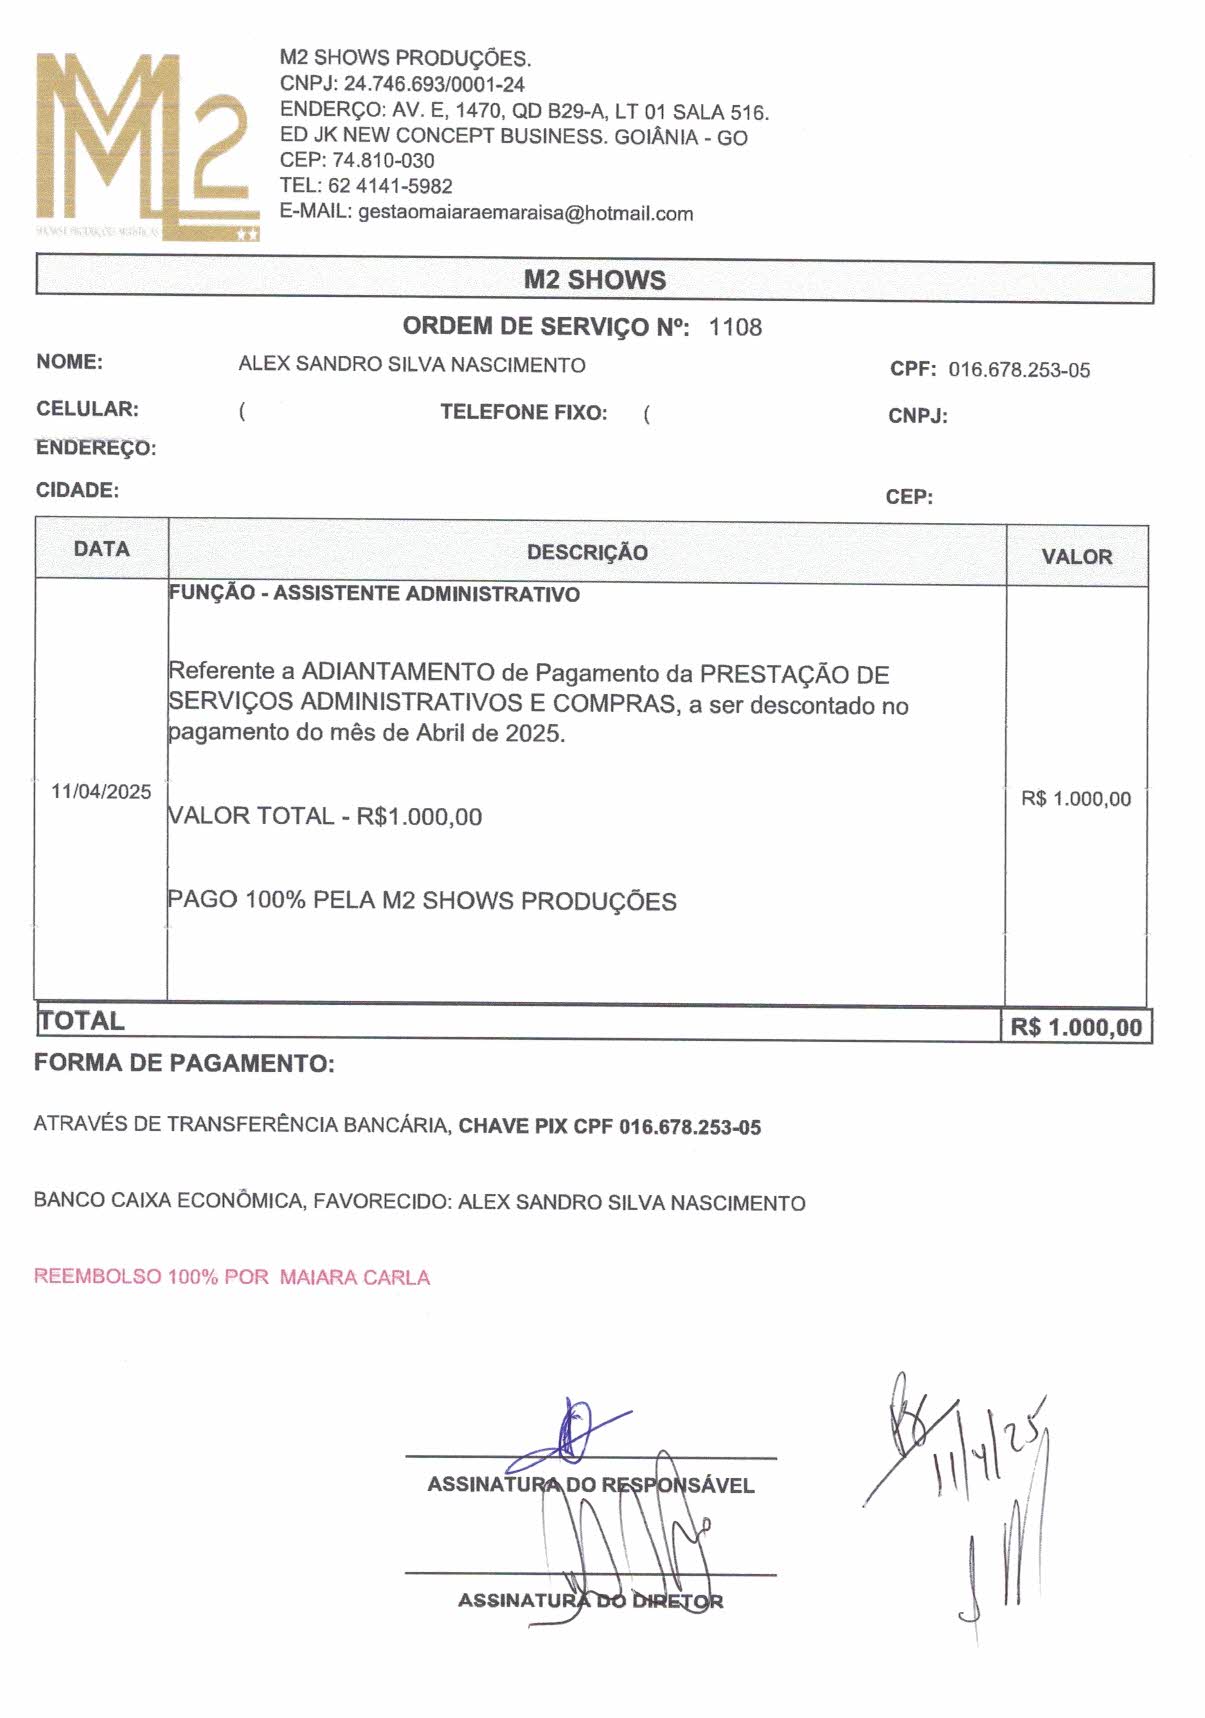 M2
SHOWS E PRODUÇÕES ARTÍSTICAS
M2 SHOWS PRODUÇÕES.
CNPJ: 24.746.693/0001-24
ENDERÇO: AV. E, 1470, QD B29-A, LT 01 SALA 516.
ED JK NEW CONCEPT BUSINESS. GOIÂNIA - GO
CEP: 74.810-030
TEL: 62 4141-5982
E-MAIL: gestaomaiaraemaraisa@hotmail.com
M2 SHOWS
ORDEM DE SERVIÇO Nº: 1108
NOME: ALEX SANDRO SILVA NASCIMENTO CPF: 016.678.253-05
CELULAR: ( TELEFONE FIXO: ( CNPJ:
ENDEREÇO:
CIDADE: CEP:
DATA DESCRIÇÃO VALOR
FUNÇÃO - ASSISTENTE ADMINISTRATIVO
Referente a ADIANTAMENTO de Pagamento da PRESTAÇÃO DE
SERVIÇOS ADMINISTRATIVOS E COMPRAS, a ser descontado no
pagamento do mês de Abril de 2025.
11/04/2025 R$ 1.000,00
VALOR TOTAL - R$1.000,00
PAGO 100% PELA M2 SHOWS PRODUÇÕES
TOTAL R$ 1.000,00
FORMA DE PAGAMENTO:
ATRAVÉS DE TRANSFERÊNCIA BANCÁRIA, CHAVE PIX CPF 016.678.253-05
BANCO CAIXA ECONÔMICA, FAVORECIDO: ALEX SANDRO SILVA NASCIMENTO
REEMBOLSO 100% POR MAIARA CARLA
11/4/25
ASSINATURA DO RESPONSÁVEL
ASSINATURA DO DIRETOR